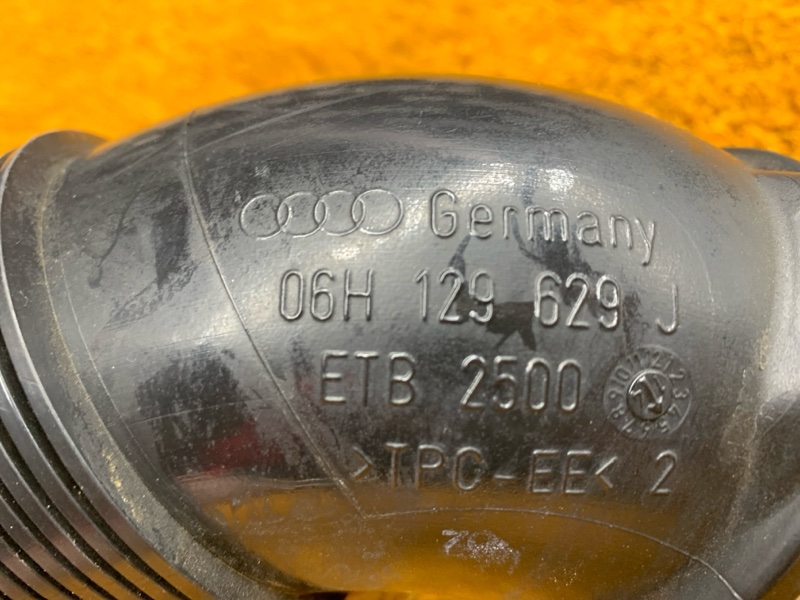 Germany
06H 129 629 J
ETB 2500
>TPC-EE< 2